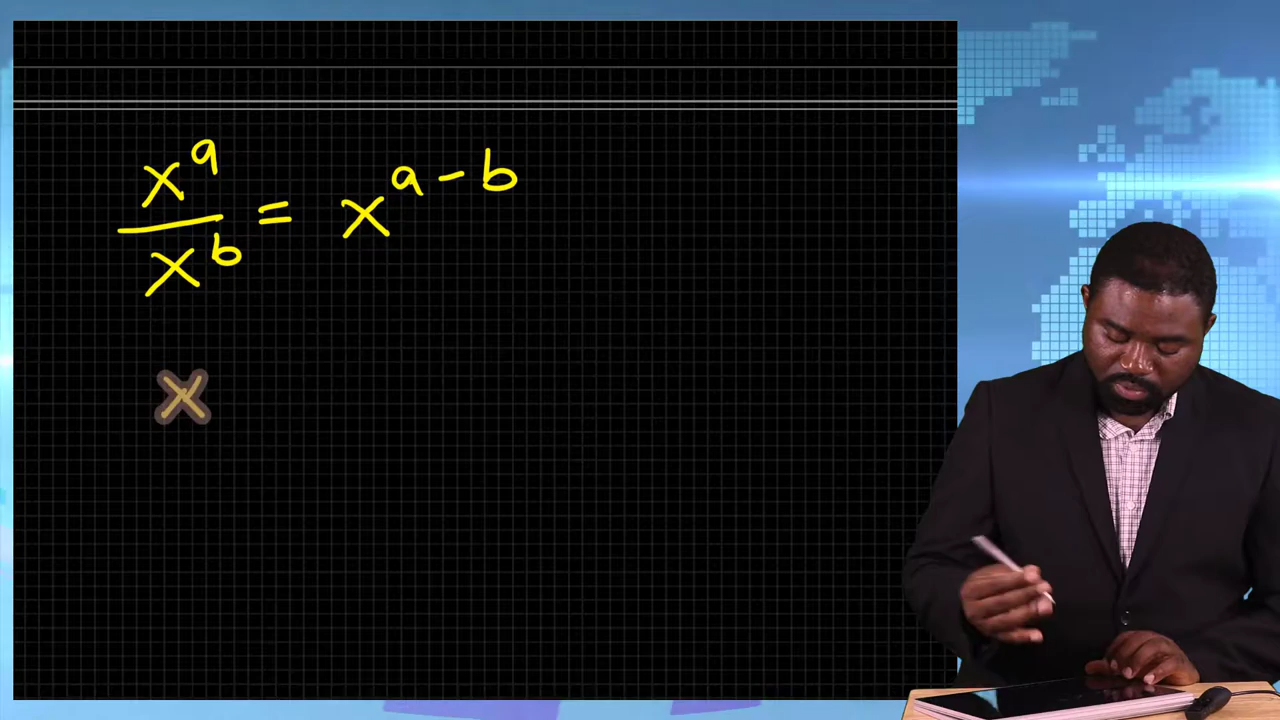 x^a / x^b = x^(a - b)
x